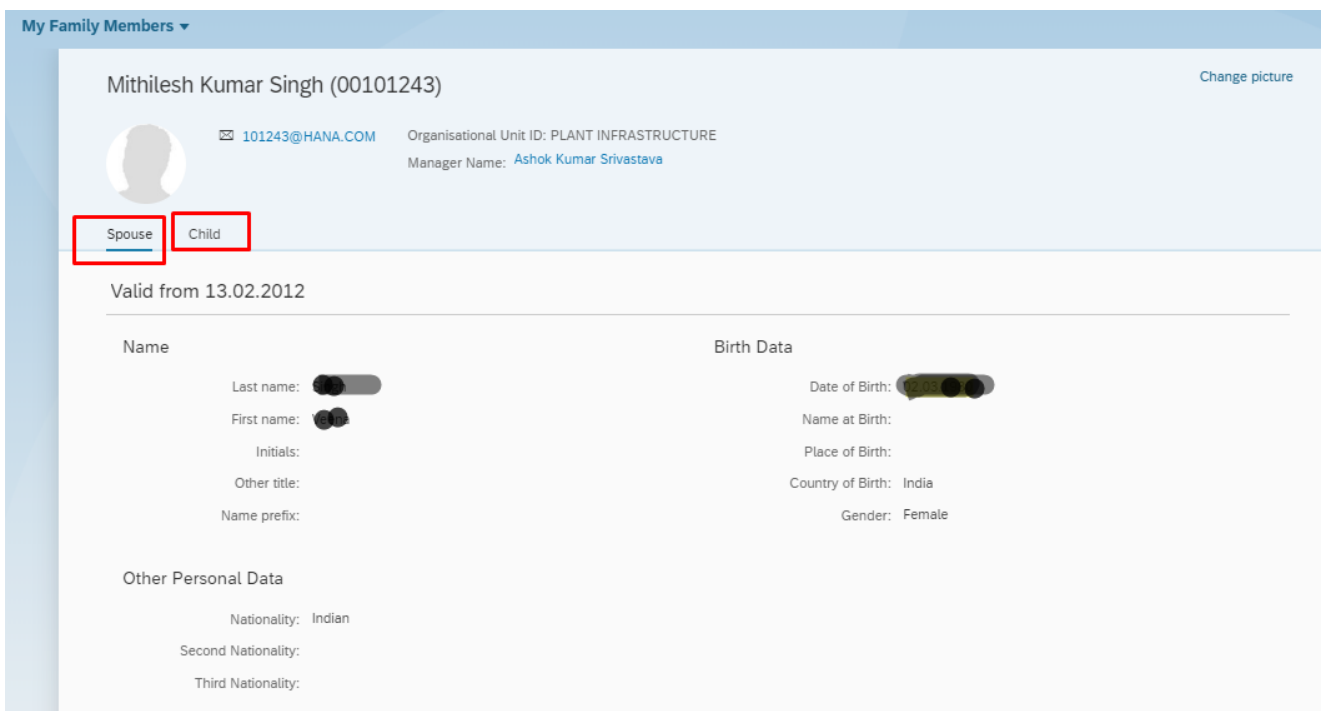 My Family Members
Mithilesh Kumar Singh (00101243)
Change picture
101243@HANA.COM
Organisational Unit ID: PLANT INFRASTRUCTURE
Manager Name: Ashok Kumar Srivastava
Spouse Child
Valid from 13.02.2012
Name
Last name:
First name:
Initials:
Other title:
Name prefix:
Birth Data
Date of Birth:
Name at Birth:
Place of Birth:
Country of Birth: India
Gender: Female
Other Personal Data
Nationality: Indian
Second Nationality:
Third Nationality: